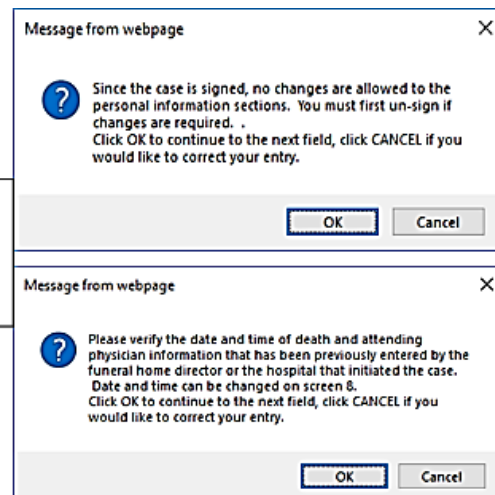 Message from webpage
Since the case is signed, no changes are allowed to the
personal information sections. You must first un-sign if
changes are required. .
Click OK to continue to the next field, click CANCEL if you
would like to correct your entry.
OK Cancel
Message from webpage
Please verify the date and time of death and attending
physician information that has been previously entered by the
funeral home director or the hospital that initiated the case.
Date and time can be changed on screen 8.
Click OK to continue to the next field, click CANCEL if you
would like to correct your entry.
OK Cancel